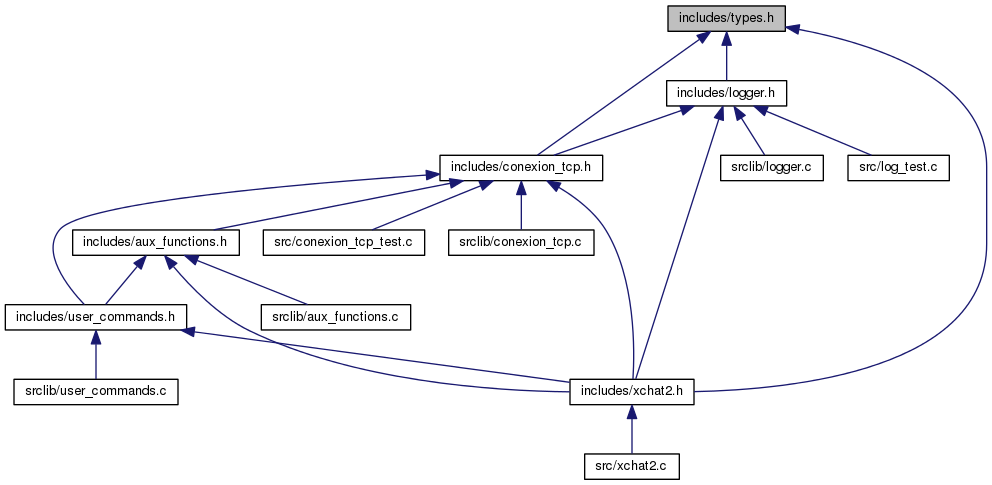 includes/types.h
includes/logger.h
includes/conexion_tcp.h
srclib/logger.c
src/log_test.c
includes/aux_functions.h
src/conexion_tcp_test.c
srclib/conexion_tcp.c
includes/user_commands.h
srclib/aux_functions.c
srclib/user_commands.c
includes/xchat2.h
src/xchat2.c